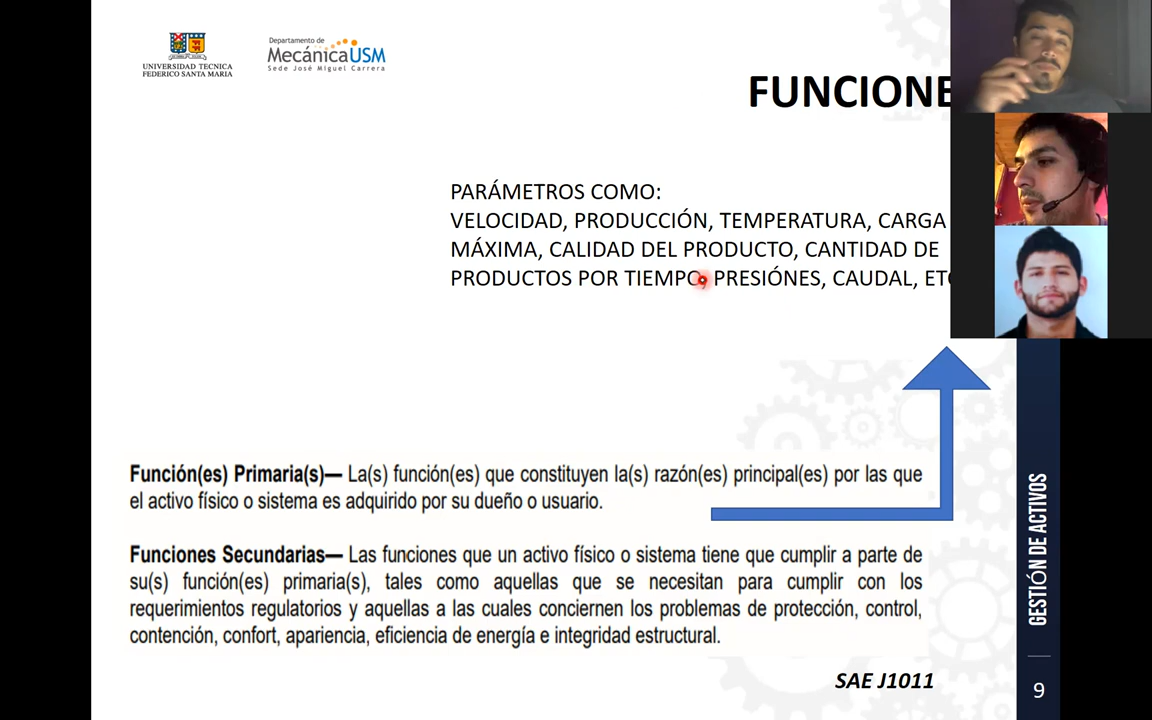 Departamento de
MecánicaUSM
Sede José Miguel Carrera
UNIVERSIDAD TECNICA
FEDERICO SANTA MARIA
FUNCIONE
PARÁMETROS COMO:
VELOCIDAD, PRODUCCIÓN, TEMPERATURA, CARGA
MÁXIMA, CALIDAD DEL PRODUCTO, CANTIDAD DE
PRODUCTOS POR TIEMPO, PRESIÓNES, CAUDAL, ETC
Función(es) Primaria(s)— La(s) función(es) que constituyen la(s) razón(es) principal(es) por las que
el activo físico o sistema es adquirido por su dueño o usuario.
Funciones Secundarias— Las funciones que un activo físico o sistema tiene que cumplir a parte de
su(s) función(es) primaria(s), tales como aquellas que se necesitan para cumplir con los
requerimientos regulatorios y aquellas a las cuales conciernen los problemas de protección, control,
contención, confort, apariencia, eficiencia de energía e integridad estructural.
SAE J1011
GESTIÓN DE ACTIVOS
9